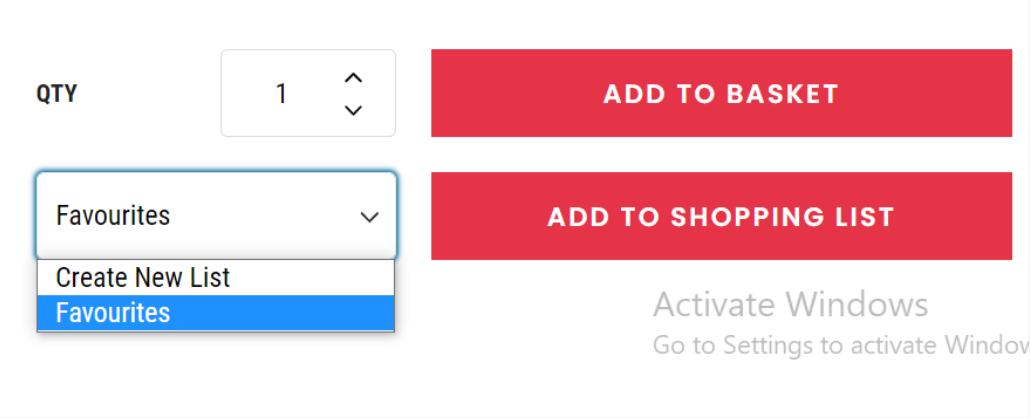 QTY
1
ADD TO BASKET
Favourites
ADD TO SHOPPING LIST
Create New List
Favourites
Activate Windows
Go to Settings to activate